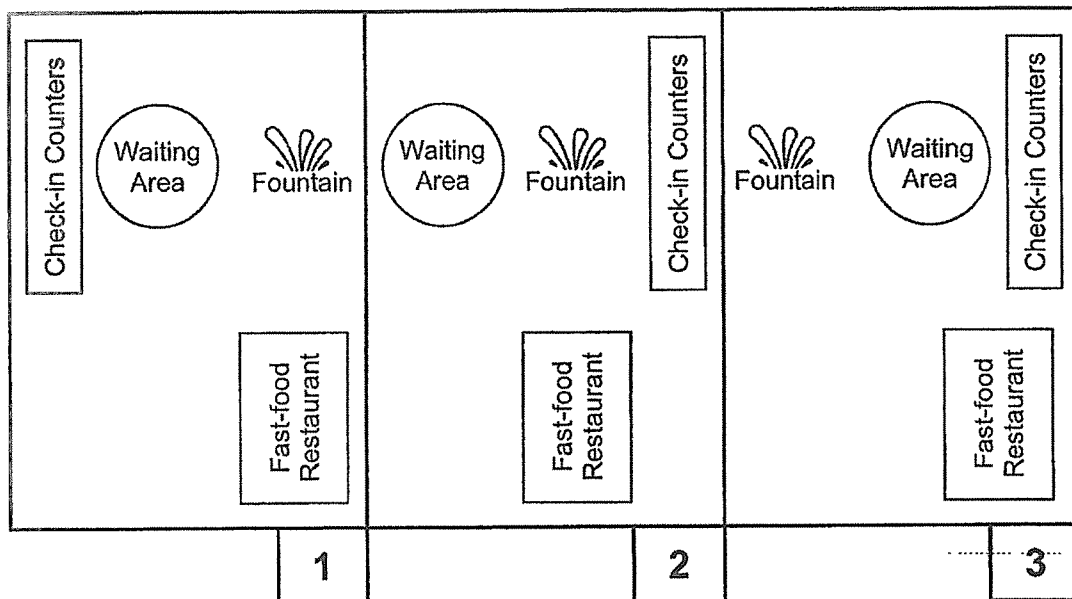 Check-in Counters
Waiting
Area
Fountain
Fast-food
Restaurant
1
Waiting
Area
Fountain
Check-in Counters
Fast-food
Restaurant
2
Fountain
Waiting
Area
Check-in Counters
Fast-food
Restaurant
3